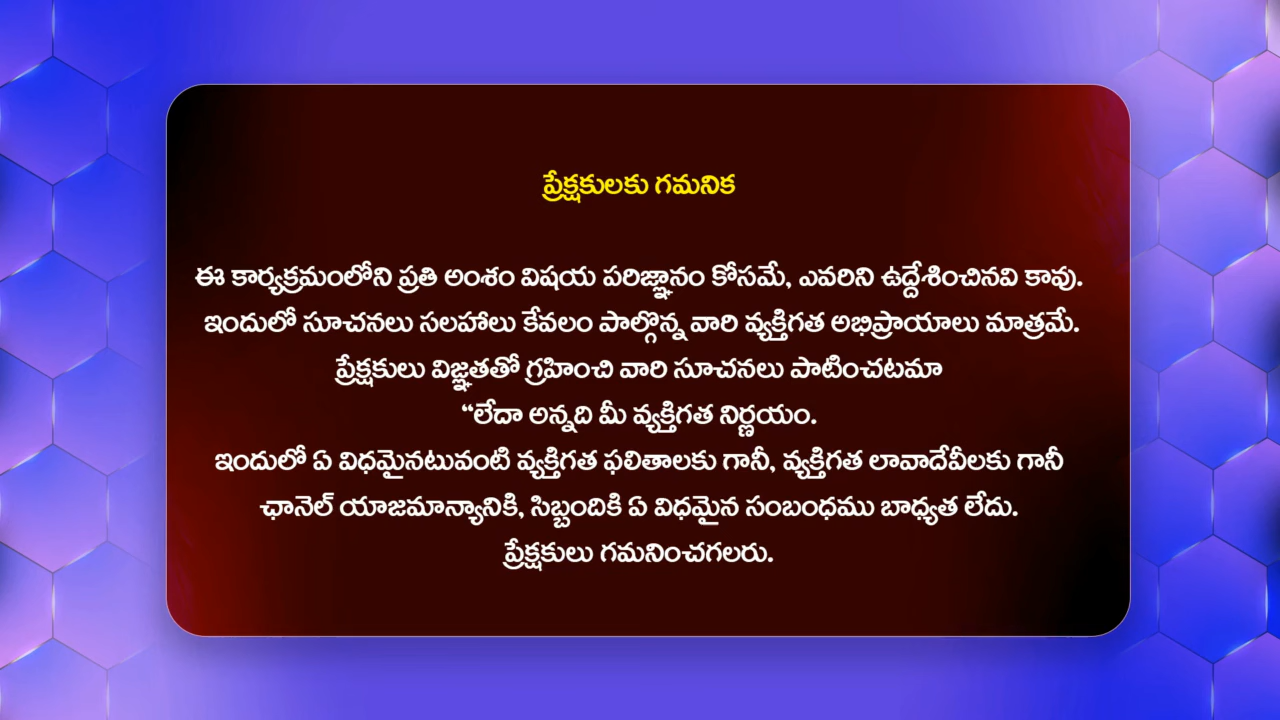 ప్రేక్షకులకు గమనిక
ఈ కార్యక్రమంలోని ప్రతి అంశం విషయ పరిజ్ఞానం కోసమే, ఎవరిని ఉద్దేశించినవి కావు.
ఇందులో సూచనలు సలహాలు కేవలం పాల్గొన్న వారి వ్యక్తిగత అభిప్రాయాలు మాత్రమే.
ప్రేక్షకులు విజ్ఞతతో గ్రహించి వారి సూచనలు పాటించటమా
“లేదా అన్నది మీ వ్యక్తిగత నిర్ణయం.
ఇందులో ఏ విధమైనటువంటి వ్యక్తిగత ఫలితాలకు గానీ, వ్యక్తిగత లావాదేవీలకు గానీ
ఛానెల్ యాజమాన్యానికి, సిబ్బందికి ఏ విధమైన సంబంధము బాధ్యత లేదు.
ప్రేక్షకులు గమనించగలరు.